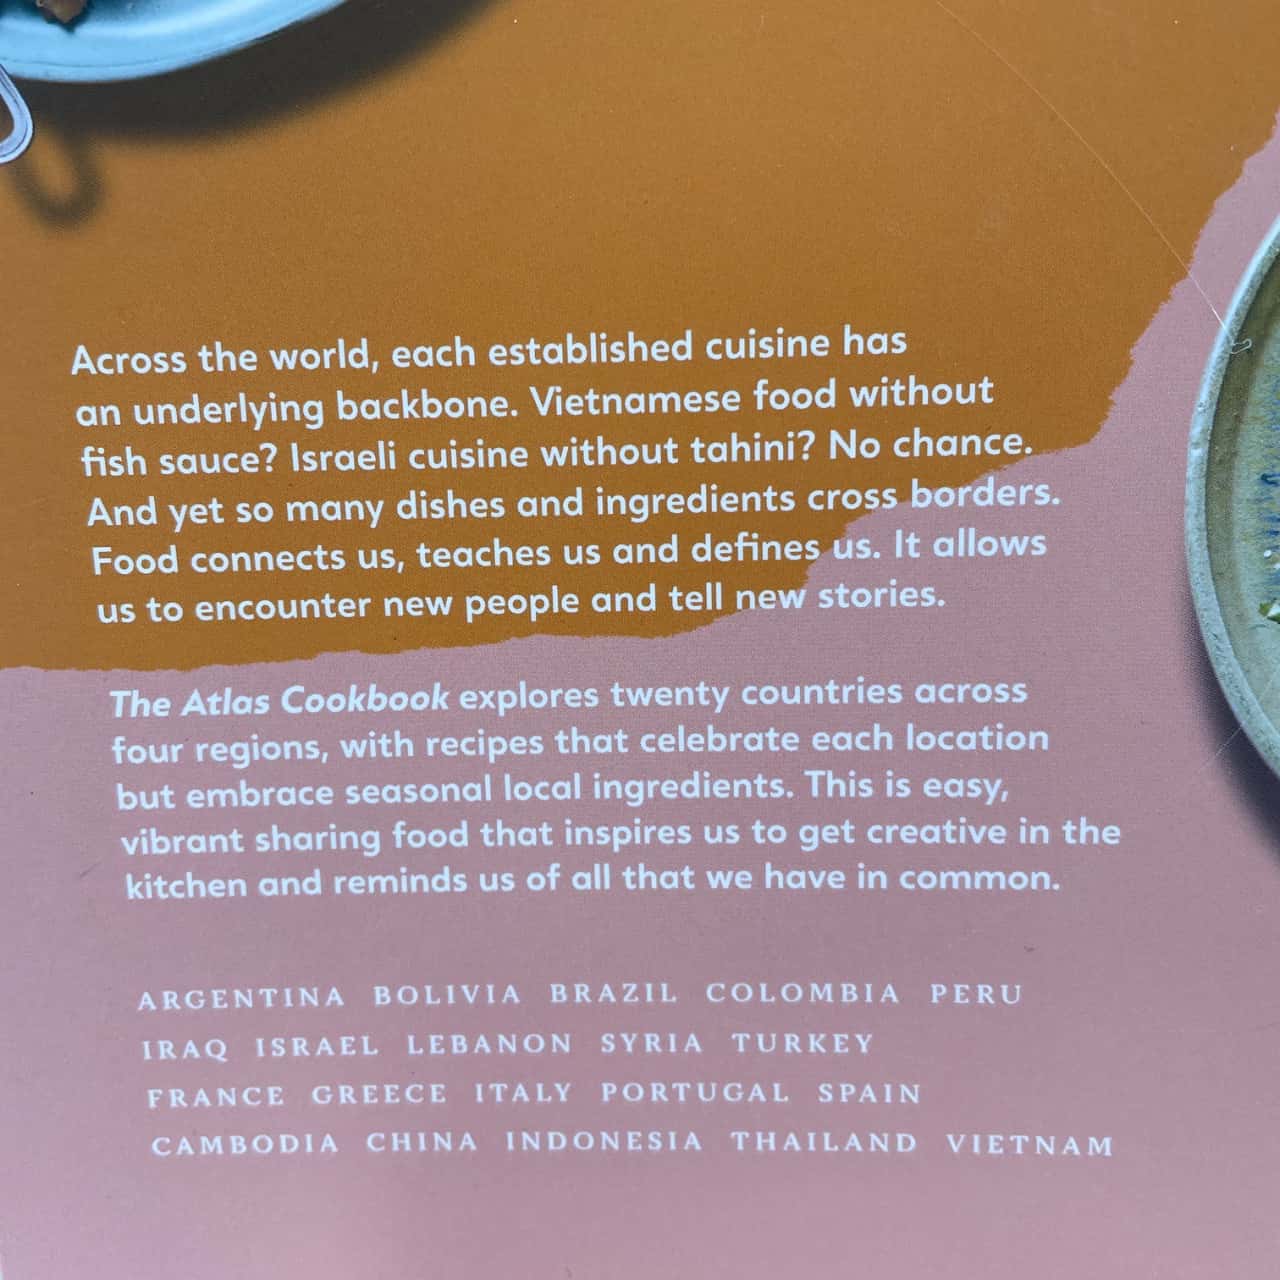 Across the world, each established cuisine has
an underlying backbone. Vietnamese food without
fish sauce? Israeli cuisine without tahini? No chance.
And yet so many dishes and ingredients cross borders.
Food connects us, teaches us and defines us. It allows
us to encounter new people and tell new stories.
The Atlas Cookbook explores twenty countries across
four regions, with recipes that celebrate each location
but embrace seasonal local ingredients. This is easy,
vibrant sharing food that inspires us to get creative in the
kitchen and reminds us of all that we have in common.
ARGENTINA BOLIVIA BRAZIL COLOMBIA PERU
IRAQ ISRAEL LEBANON SYRIA TURKEY
FRANCE GREECE ITALY PORTUGAL SPAIN
CAMBODIA CHINA INDONESIA THAILAND VIETNAM